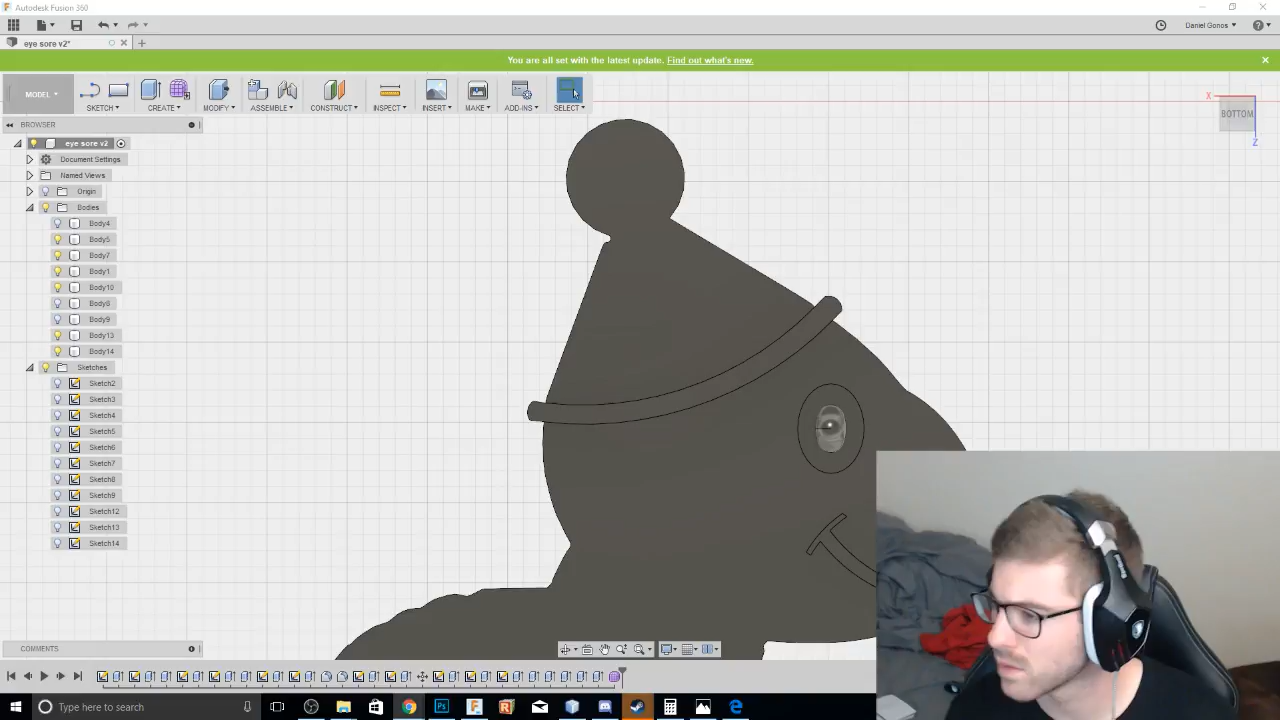 Autodesk Fusion 360
Daniel Gonos
eye sore v2*
You are all set with the latest update. Find out what's new.
MODEL
SKETCH
CREATE
MODIFY
ASSEMBLE
CONSTRUCT
INSPECT
INSERT
MAKE
ADD-INS
SELECT
X
BOTTOM
Z
BROWSER
eye sore v2
Document Settings
Named Views
Origin
Bodies
Body4
Body5
Body7
Body1
Body10
Body8
Body9
Body13
Body14
Sketches
Sketch2
Sketch3
Sketch4
Sketch5
Sketch6
Sketch7
Sketch8
Sketch9
Sketch12
Sketch13
Sketch14
COMMENTS
Type here to search